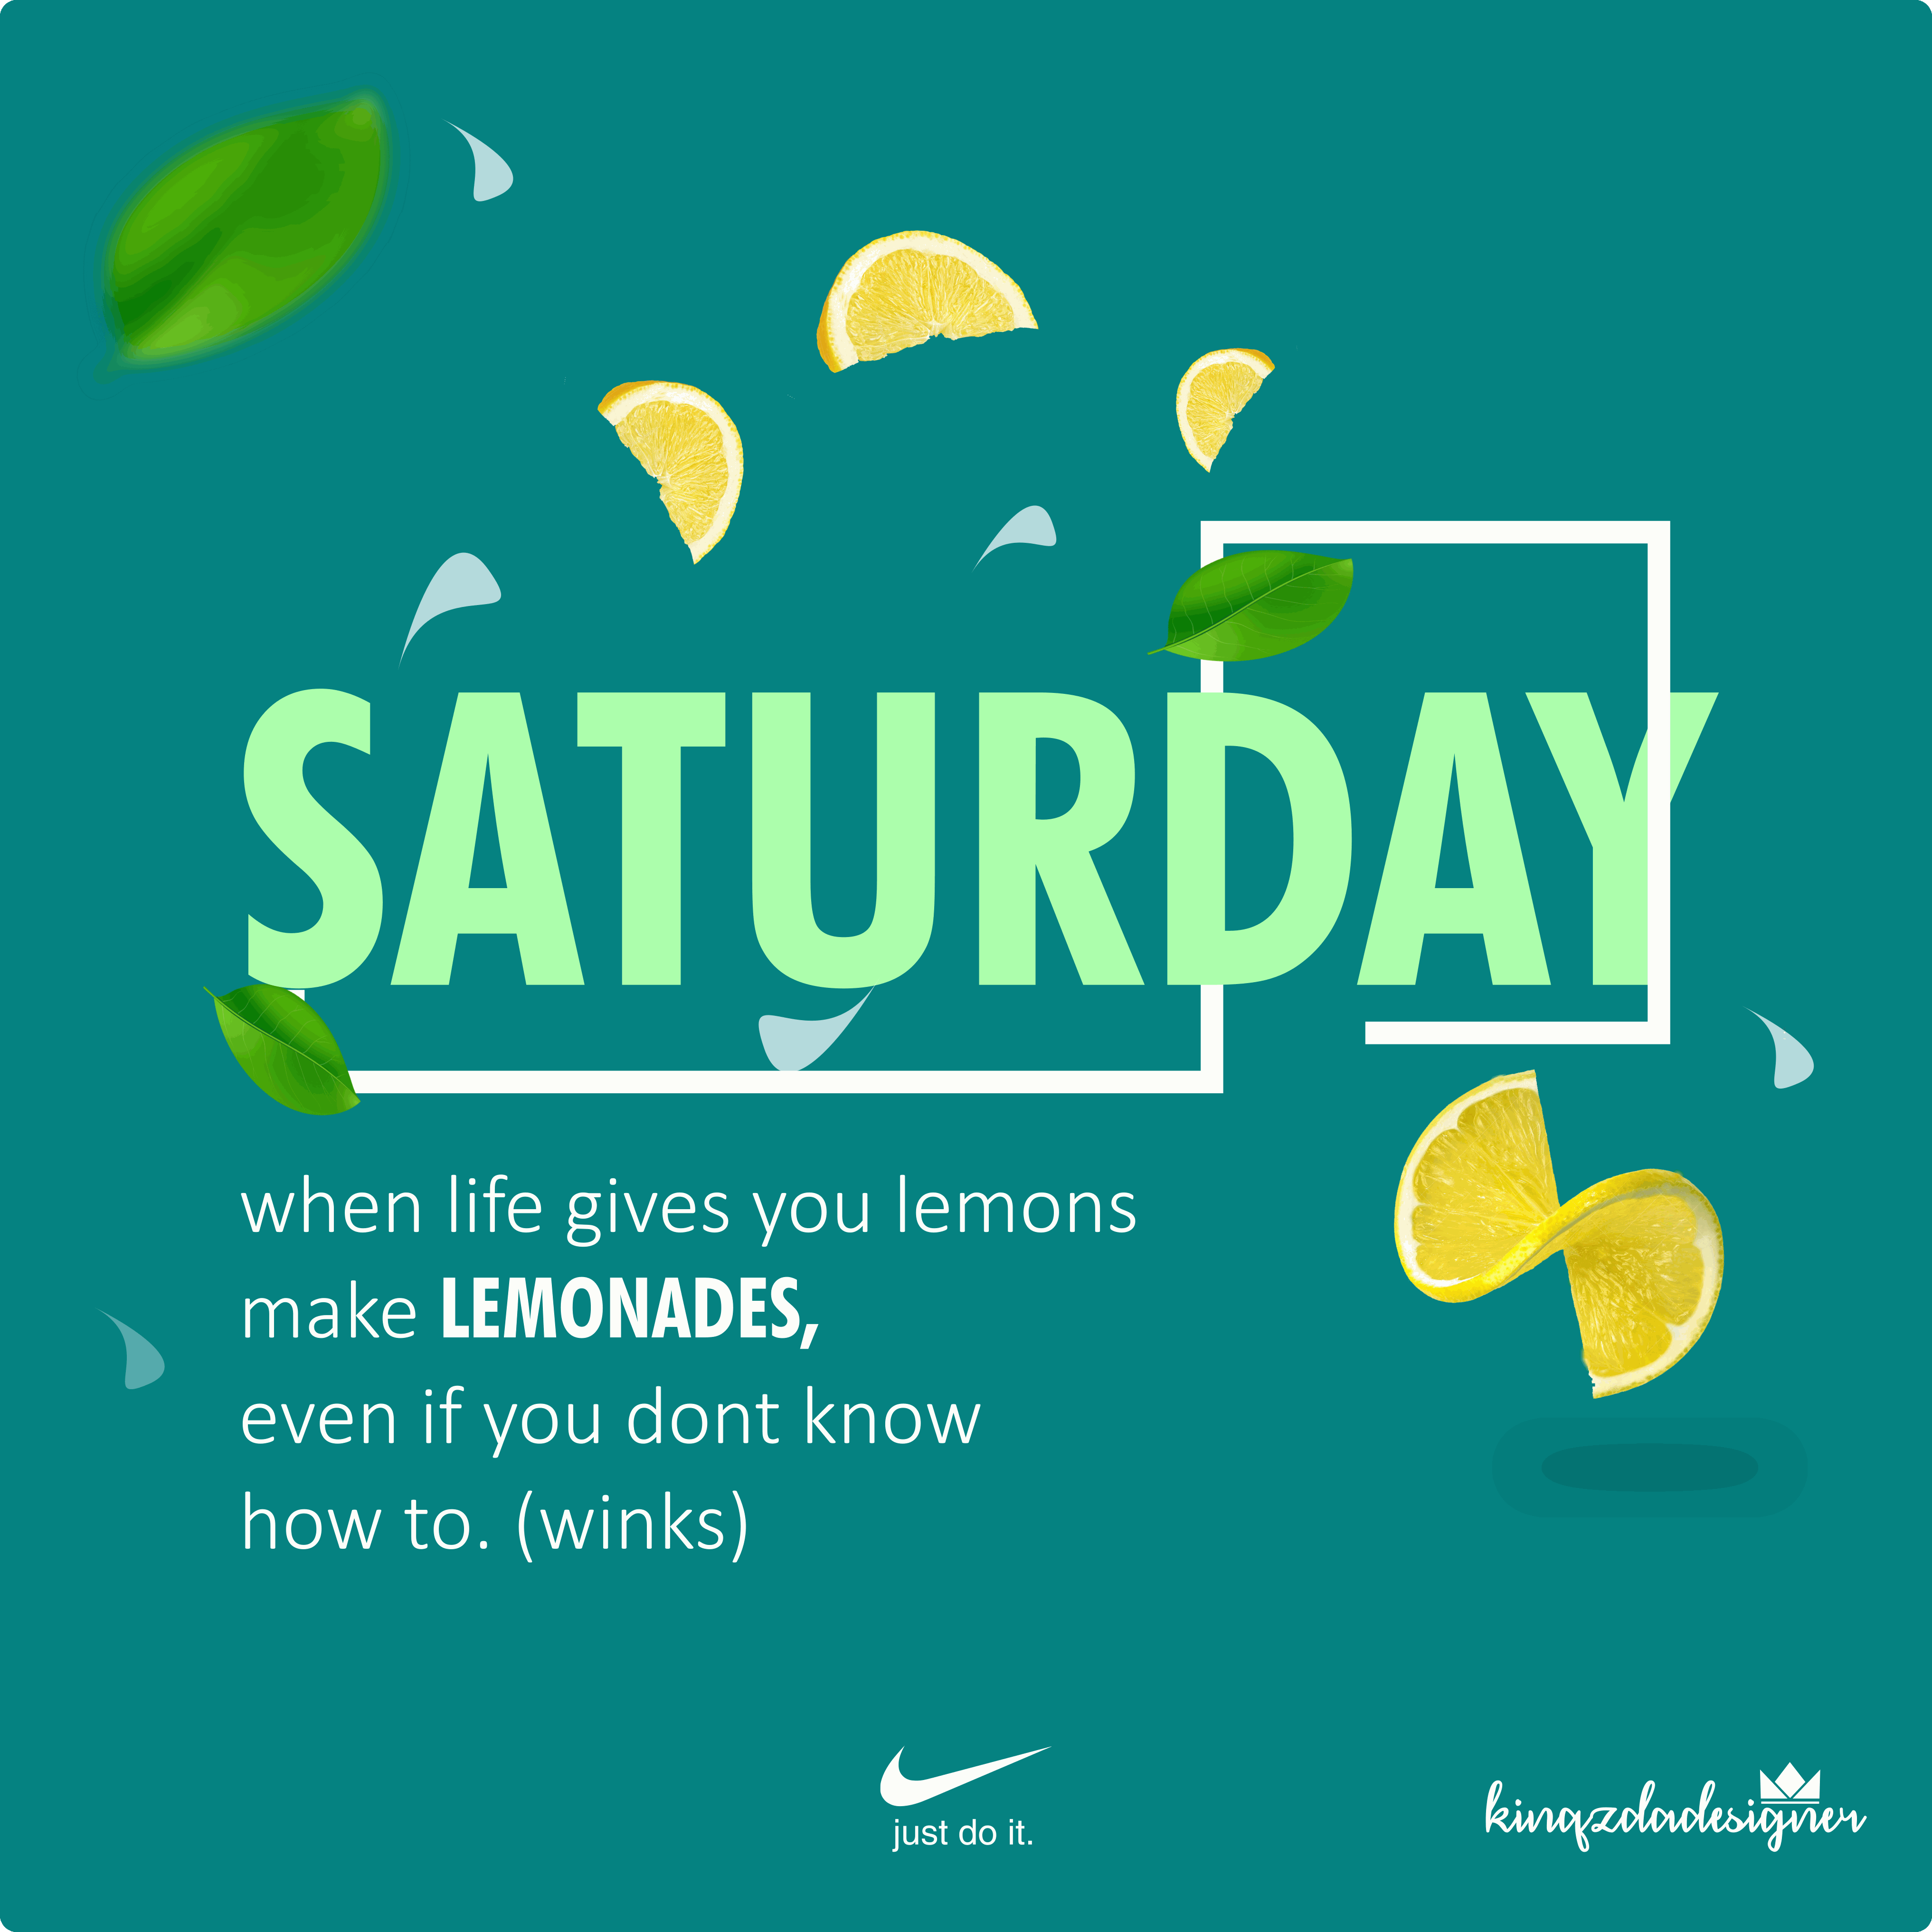 SATURDAY
when life gives you lemons
make LEMONADES,
even if you dont know
how to. (winks)
just do it.
kingzdadesigner